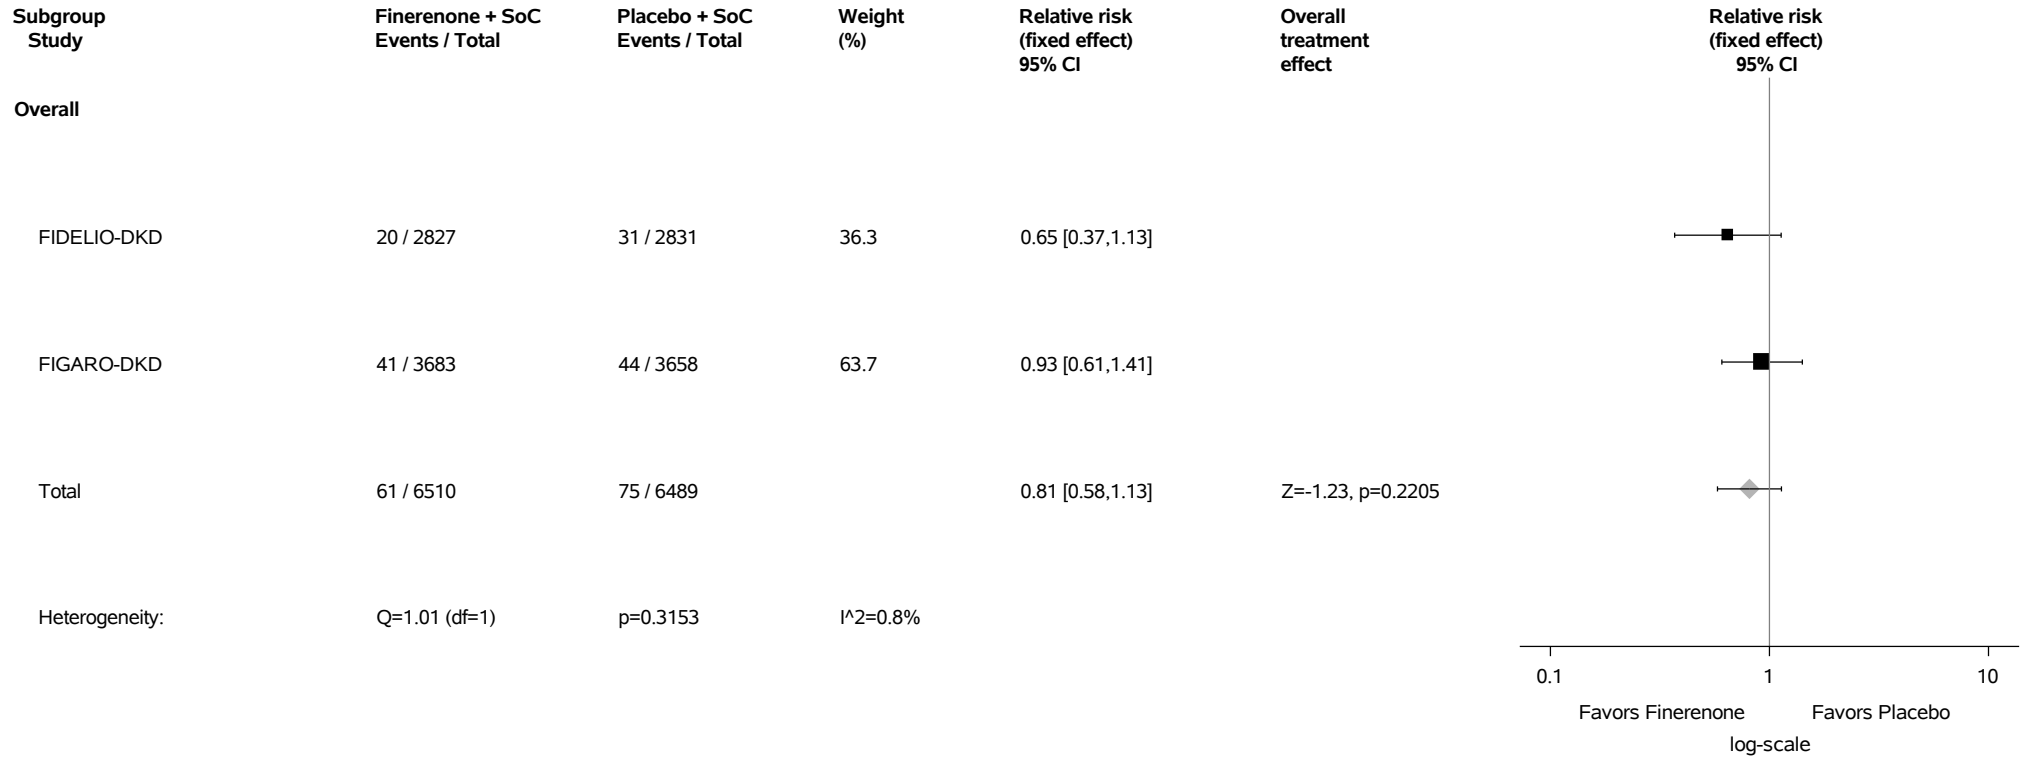 Subgroup Finerenone + SoC Placebo + SoC Weight Relative risk Overall Relative risk
Study Events / Total Events / Total (%) (fixed effect) treatment (fixed effect)
95% CI effect 95% CI
Overall
FIDELIO-DKD 20 / 2827 31 / 2831 36.3 0.65 [0.37,1.13]
FIGARO-DKD 41 / 3683 44 / 3658 63.7 0.93 [0.61,1.41]
Total 61 / 6510 75 / 6489 0.81 [0.58,1.13] Z=-1.23, p=0.2205
Heterogeneity: Q=1.01 (df=1) p=0.3153 I^2=0.8%
0.1 1 10
Favors Finerenone Favors Placebo
log-scale